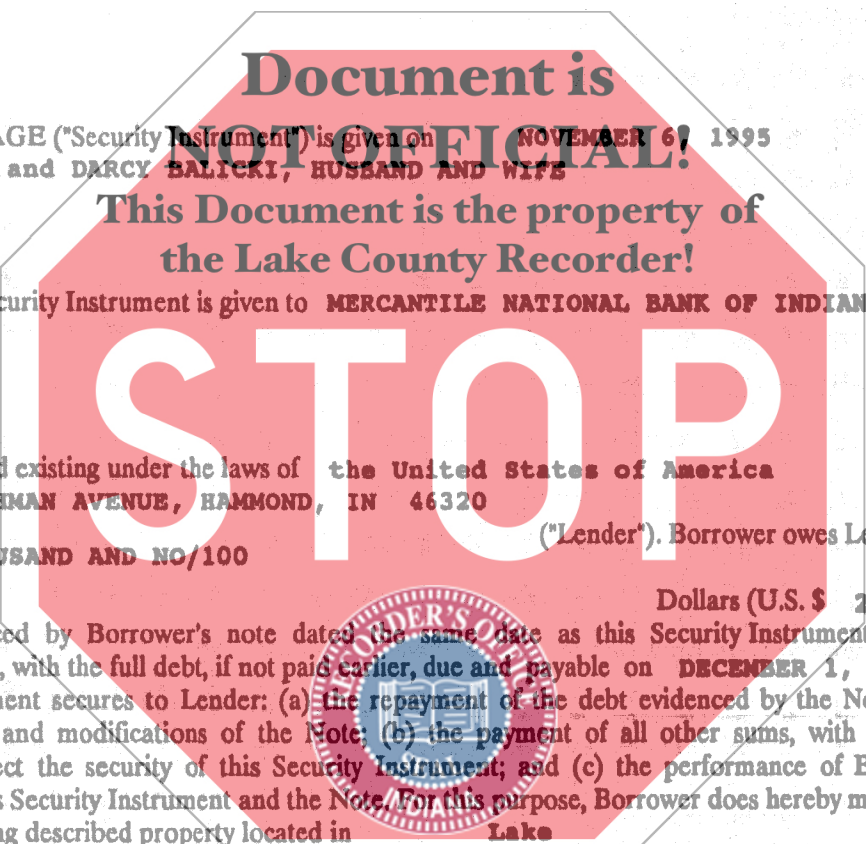 Document is
AGE ("Security Instrument") is given on NOVEMBER 6, 1995
NOT OFFICIAL!
and DARCY BALICKI, HUSBAND AND WIFE
This Document is the property of
the Lake County Recorder!
curity Instrument is given to MERCANTILE NATIONAL BANK OF INDIAN
STOP
d existing under the laws of the United States of America
HMAN AVENUE, HAMMOND, IN 46320
("Lender"). Borrower owes Le
USAND AND NO/100
Dollars (U.S. $ 2
ced by Borrower's note dated the same date as this Security Instrument
, with the full debt, if not paid earlier, due and payable on DECEMBER 1,
ment secures to Lender: (a) the repayment of the debt evidenced by the No
and modifications of the Note; (b) the payment of all other sums, with
ect the security of this Security Instrument; and (c) the performance of B
s Security Instrument and the Note. For this purpose, Borrower does hereby m
ng described property located in Lake
RECORDER'S OFFICE
INDIANA